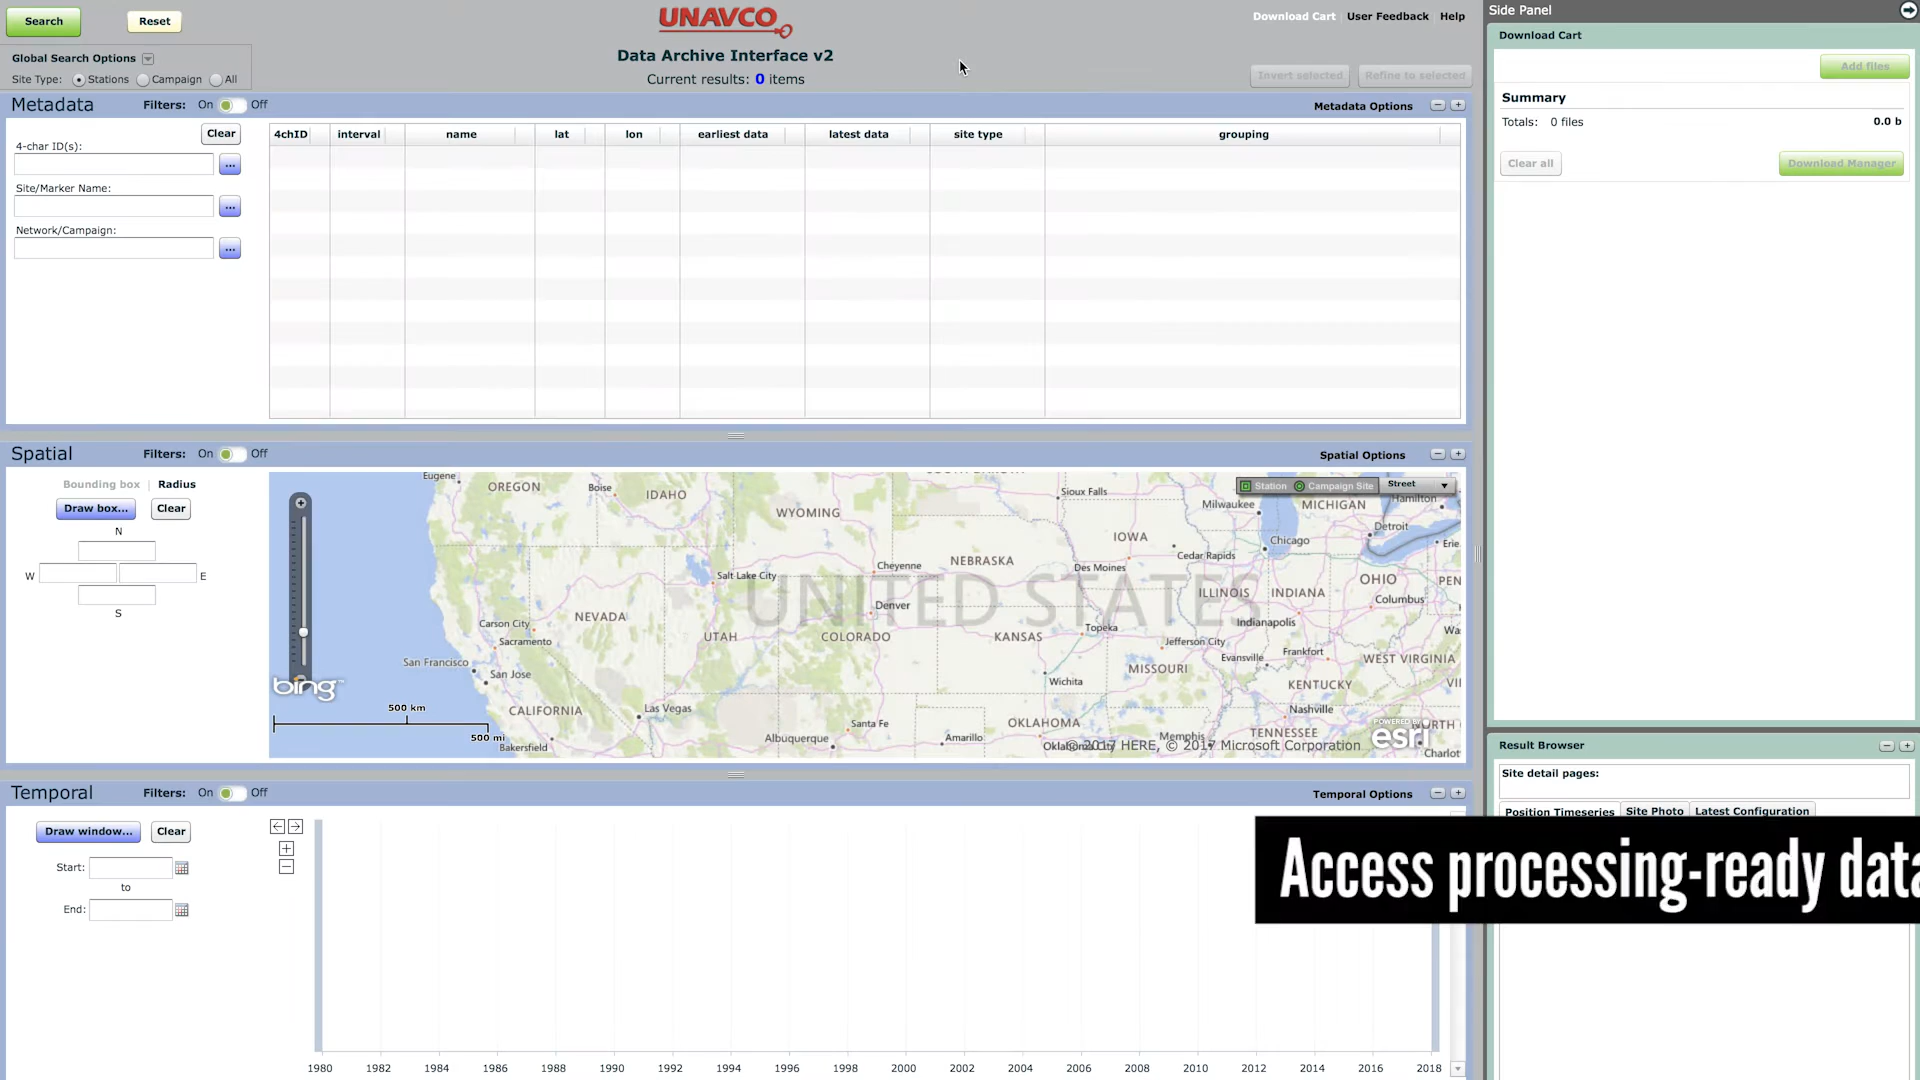 Search
Reset
UNAVCO
Data Archive Interface v2
Current results: 0 items
Download Cart
User Feedback
Help
Global Search Options
Site Type: Stations Campaign All
Invert selected
Refine to selected
Metadata
Filters: On Off
Metadata Options
Clear
4-char ID(s):
...
Site/Marker Name:
...
Network/Campaign:
...
4chID interval name lat lon earliest data latest data site type grouping
Spatial
Filters: On Off
Spatial Options
Bounding box | Radius
Draw box...
Clear
N
W
E
S
Station
Campaign Site
Street
Eugene
OREGON
Boise
IDAHO
WYOMING
Sioux Falls
Milwaukee
MICHIGAN
Hamilton
Detroit
Erie
Chicago
IOWA
Cedar Rapids
Des Moines
NEBRASKA
Cheyenne
Salt Lake City
UNITED STATES
ILLINOIS
INDIANA
OHIO
PEN
Columbus
Denver
NEVADA
Carson City
Sacramento
UTAH
COLORADO
KANSAS
Topeka
Indianapolis
Jefferson City
San Francisco
San Jose
MISSOURI
Evansville
Frankfort
WEST VIRGINIA
Wichita
KENTUCKY
bing
500 km
500 mi
CALIFORNIA
Las Vegas
Bakersfield
Santa Fe
Albuquerque
Amarillo
OKLAHOMA
Oklahoma City
Memphis
Nashville
TENNESSEE
NORTH
Charlot
© 2017 HERE, © 2017 Microsoft Corporation
POWERED BY
esri
Temporal
Filters: On Off
Temporal Options
Draw window...
Clear
Start:
to
End:
1980 1982 1984 1986 1988 1990 1992 1994 1996 1998 2000 2002 2004 2006 2008 2010 2012 2014 2016 2018
Side Panel
Download Cart
Add files
Summary
Totals: 0 files 0.0 b
Clear all
Download Manager
Result Browser
Site detail pages:
Position Timeseries
Site Photo
Latest Configuration
Access processing-ready data